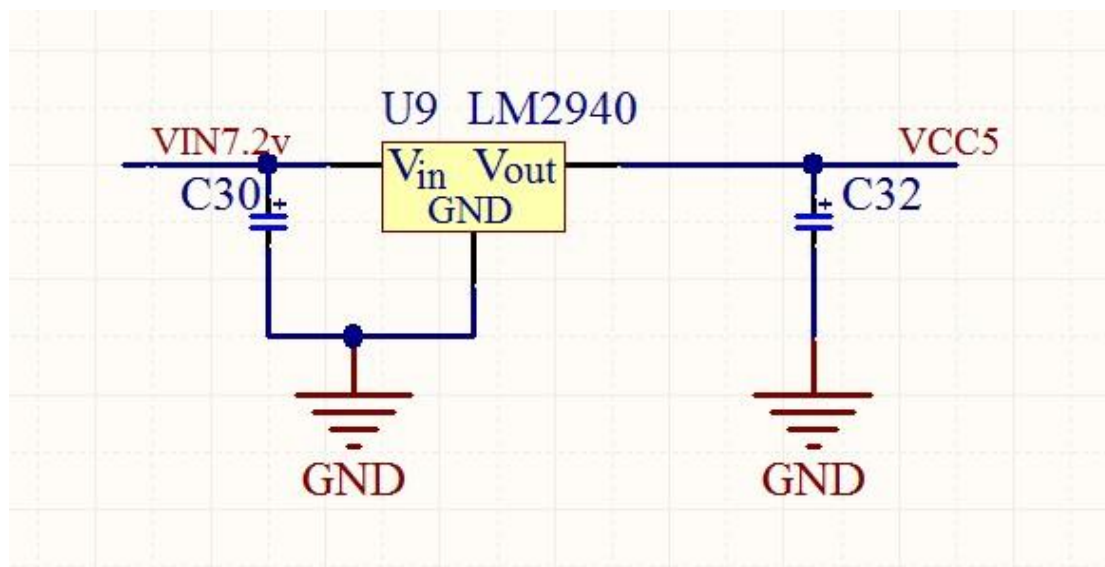 U9 LM2940
VIN7.2v
VCC5
Vin Vout
C30
+
+
C32
GND
GND
GND